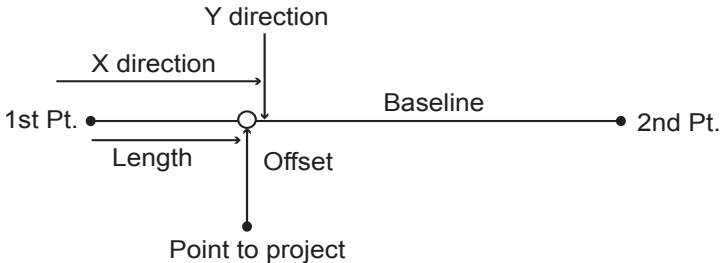 Y direction
X direction
Baseline
1st Pt.
2nd Pt.
Length
Offset
Point to project